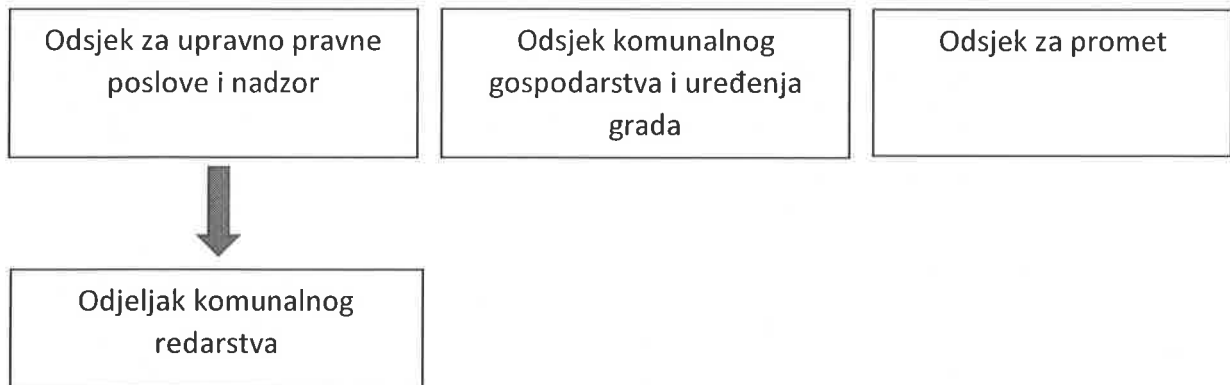 Odsjek za upravno pravne
poslove i nadzor
Odsjek komunalnog
gospodarstva i uređenja
grada
Odsjek za promet
Odjeljak komunalnog
redarstva